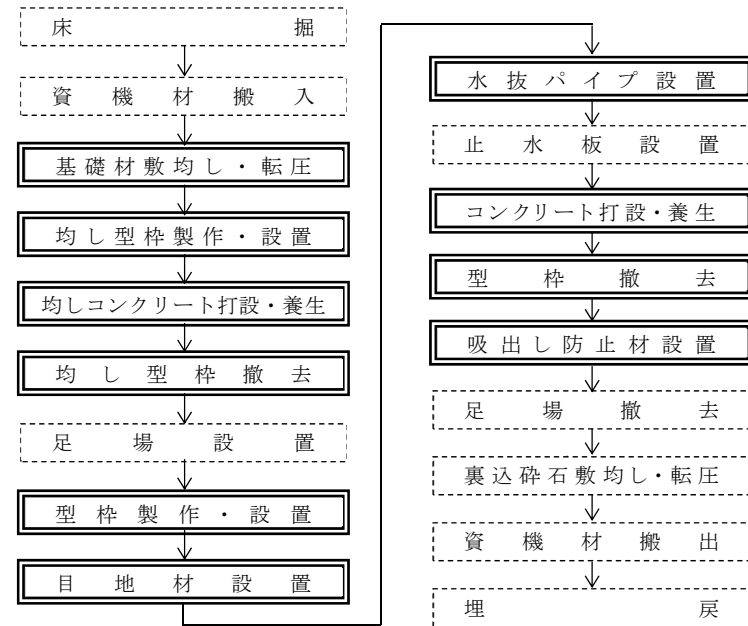 床掘
資機材搬入
基礎材敷均し・転圧
均し型枠製作・設置
均しコンクリート打設・養生
均し型枠撤去
足場設置
型枠製作・設置
目地材設置
水抜パイプ設置
止水板設置
コンクリート打設・養生
型枠撤去
吸出し防止材設置
足場撤去
裏込砕石敷均し・転圧
資機材搬出
埋戻